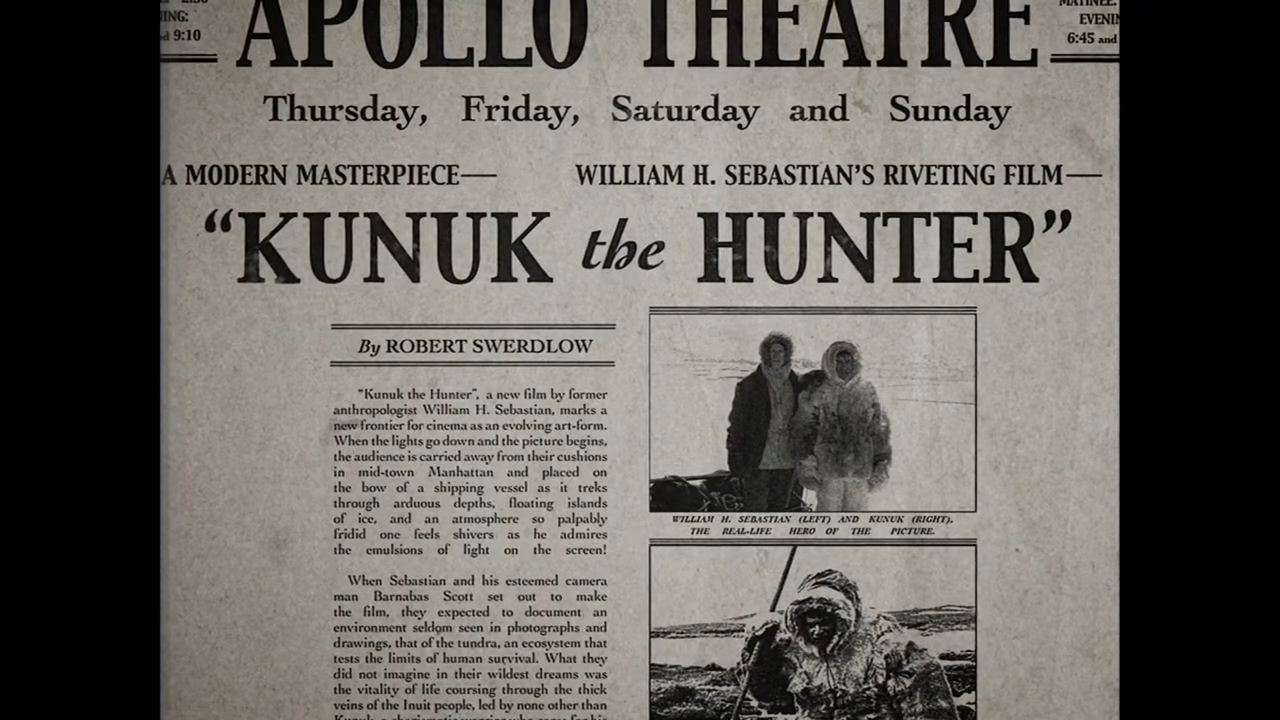 NING:
9:10
APOLLO THEATRE
MATINEE:
EVENIN
6:45 and
Thursday, Friday, Saturday and Sunday
A MODERN MASTERPIECE—
WILLIAM H. SEBASTIAN'S RIVETING FILM—
"KUNUK the HUNTER"
By ROBERT SWERDLOW
"Kunuk the Hunter", a new film by former
anthropologist William H. Sebastian, marks a
new frontier for cinema as an evolving art-form.
When the lights go down and the picture begins,
the audience is carried away from their cushions
in mid-town Manhattan and placed on
the bow of a shipping vessel as it treks
through arduous depths, floating islands
of ice, and an atmosphere so palpably
fridid one feels shivers as he admires
the emulsions of light on the screen!
When Sebastian and his esteemed camera
man Barnabas Scott set out to make
the film, they expected to document an
environment seldom seen in photographs and
drawings, that of the tundra, an ecosystem that
tests the limits of human survival. What they
did not imagine in their wildest dreams was
the vitality of life coursing through the thick
veins of the Inuit people, led by none other than
WILLIAM H. SEBASTIAN (LEFT) AND KUNUK (RIGHT),
THE REAL-LIFE HERO OF THE PICTURE.